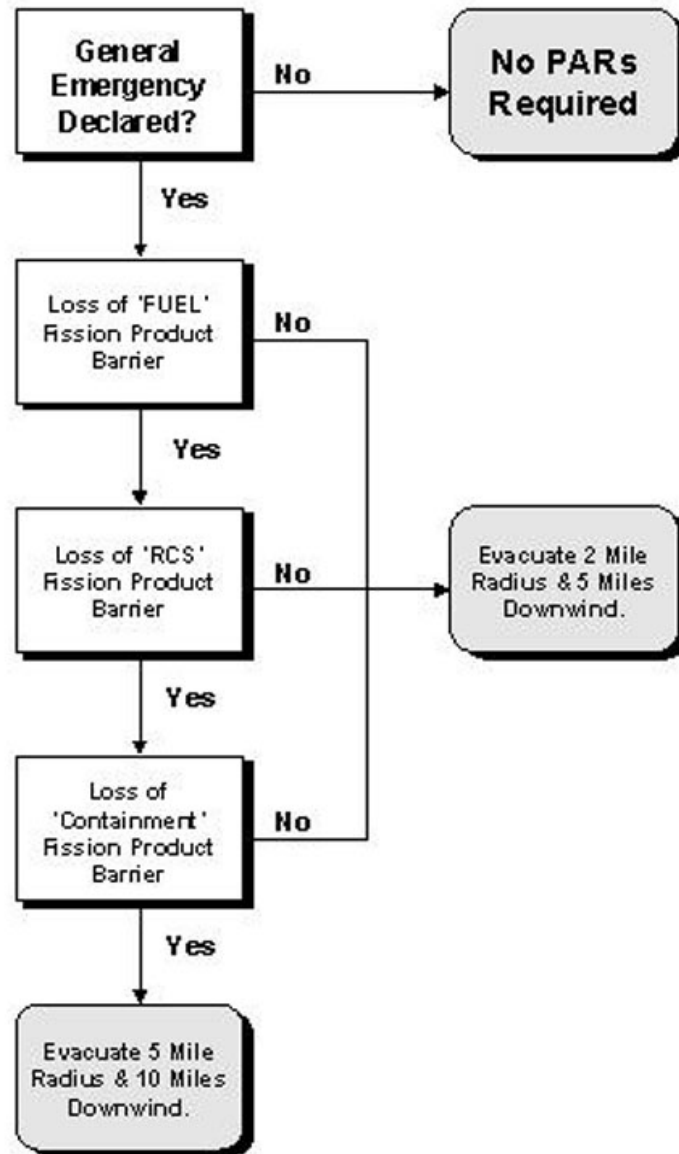 General
Emergency
Declared?
No
No PARs
Required
Yes
Loss of 'FUEL'
Fission Product
Barrier
No
Yes
Loss of 'RCS'
Fission Product
Barrier
No
Evacuate 2 Mile
Radius & 5 Miles
Downwind.
Yes
Loss of
'Containment'
Fission Product
Barrier
No
Yes
Evacuate 5 Mile
Radius & 10 Miles
Downwind.